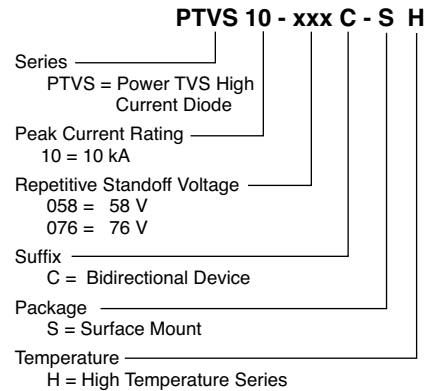 PTVS 10 - xxx C - S H
Series
PTVS = Power TVS High
Current Diode
Peak Current Rating
10 = 10 kA
Repetitive Standoff Voltage
058 = 58 V
076 = 76 V
Suffix
C = Bidirectional Device
Package
S = Surface Mount
Temperature
H = High Temperature Series